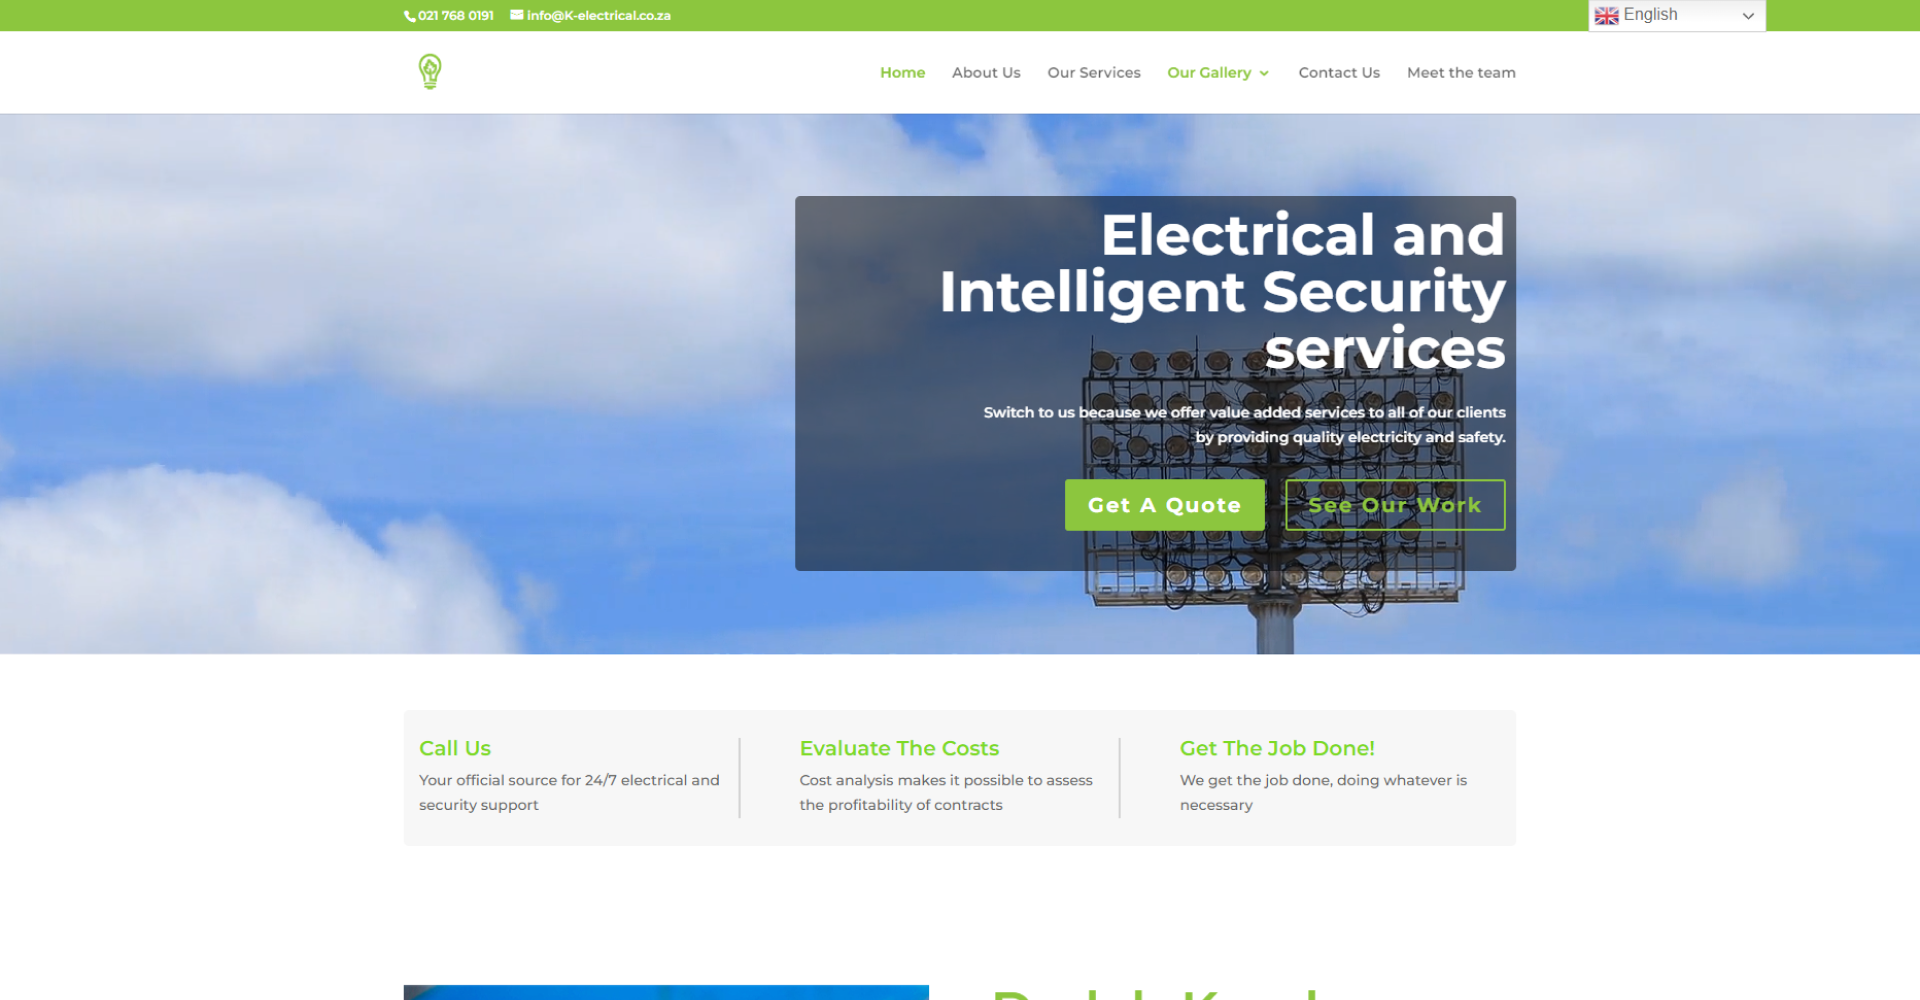 021 768 0191 info@K-electrical.co.za English
Home About Us Our Services Our Gallery Contact Us Meet the team
Electrical and
Intelligent Security
services
Switch to us because we offer value added services to all of our clients
by providing quality electricity and safety.
Get A Quote See Our Work
Call Us
Your official source for 24/7 electrical and
security support
Evaluate The Costs
Cost analysis makes it possible to assess
the profitability of contracts
Get The Job Done!
We get the job done, doing whatever is
necessary